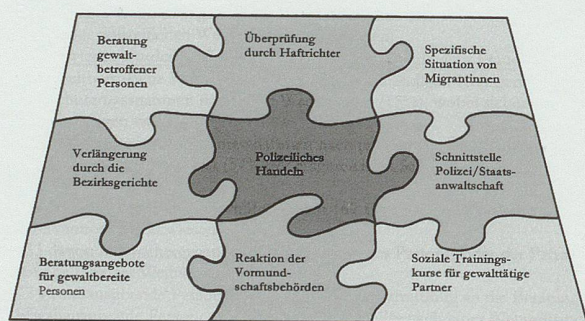 Beratung
gewalt-
betroffener
Personen
Überprüfung
durch Haftrichter
Spezifische
Situation von
Migrantinnen
Verlängerung
durch die
Bezirksgerichte
Polizeiliches
Handeln
Schnittstelle
Polizei/Staats-
anwaltschaft
Beratungsangebote
für gewaltbereite
Personen
Reaktion der
Vormund-
schaftsbehörden
Soziale Trainings-
kurse für gewalttätige
Partner